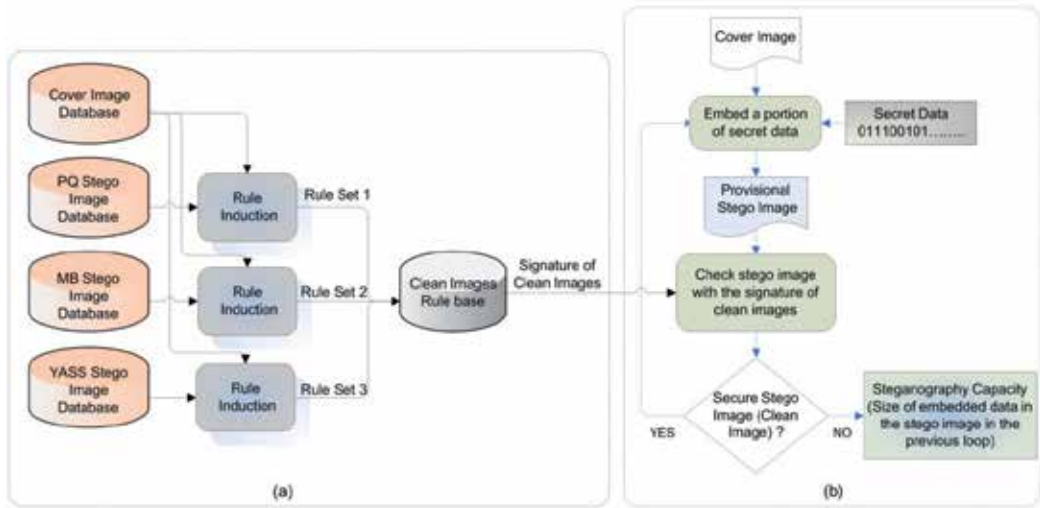 Cover Image
Database
PQ Stego
Image
Database
MB Stego
Image
Database
YASS Stego
Image
Database
Rule
Induction
Rule
Induction
Rule
Induction
Rule Set 1
Rule Set 2
Rule Set 3
Clean Images
Rule base
Signature of
Clean Images
(a)
Cover Image
Embed a portion
of secret data
Secret Data
011100101........
Provisional
Stego Image
Check stego image
with the signature of
clean images
Secure Stego
Image (Clean
Image) ?
YES
NO
Steganography Capacity
(Size of embedded data in
the stego image in the
previous loop)
(b)